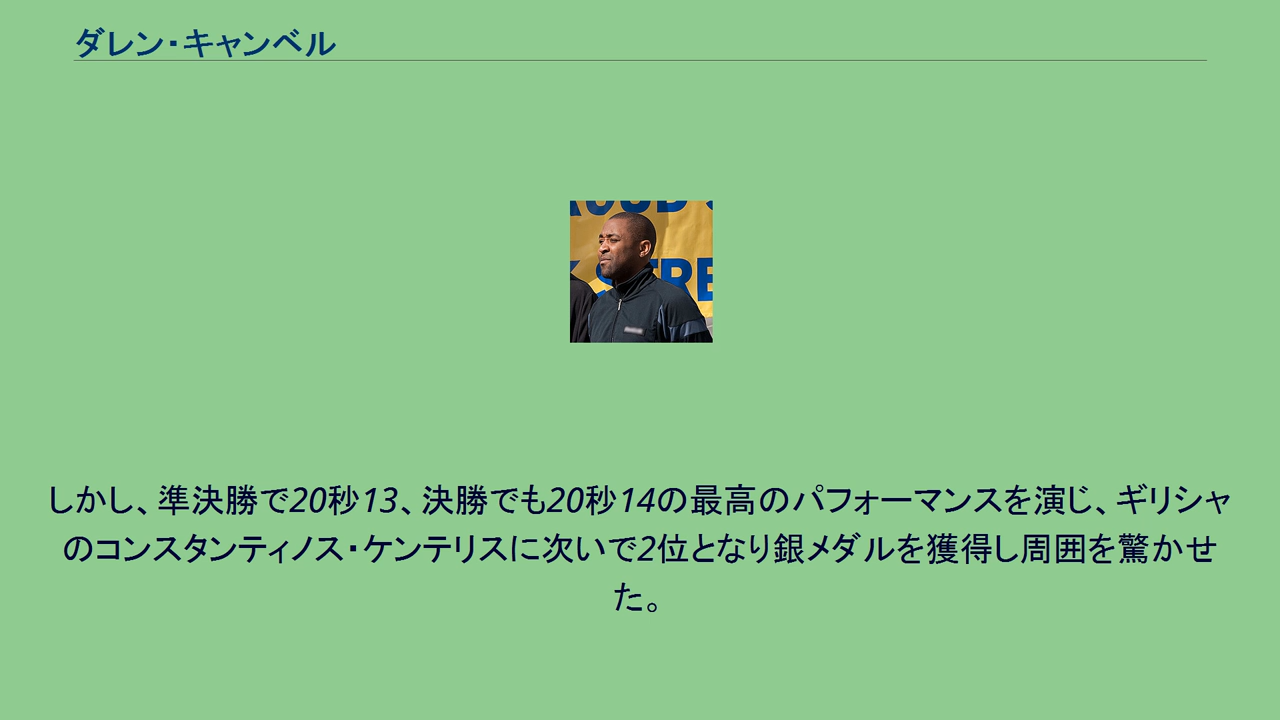 ダレン・キャンベル
しかし、準決勝で20秒13、決勝でも20秒14の最高のパフォーマンスを演じ、ギリシャ
のコンスタンティノス・ケンテリスに次いで2位となり銀メダルを獲得し周囲を驚かせ
た。